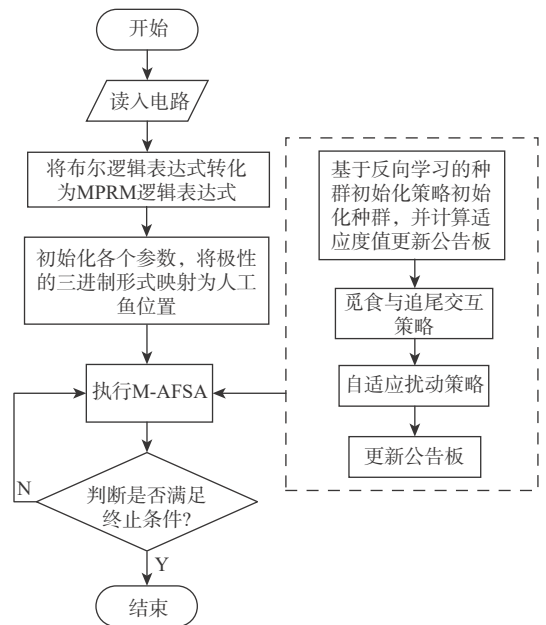 开始
读入电路
将布尔逻辑表达式转化
为MPRM逻辑表达式
初始化各个参数，将极性
的三进制形式映射为人工
鱼位置
执行M-AFSA
N
判断是否满足
终止条件?
Y
结束
基于反向学习的种
群初始化策略初始
化种群，并计算适
应度值更新公告板
觅食与追尾交互
策略
自适应扰动策略
更新公告板